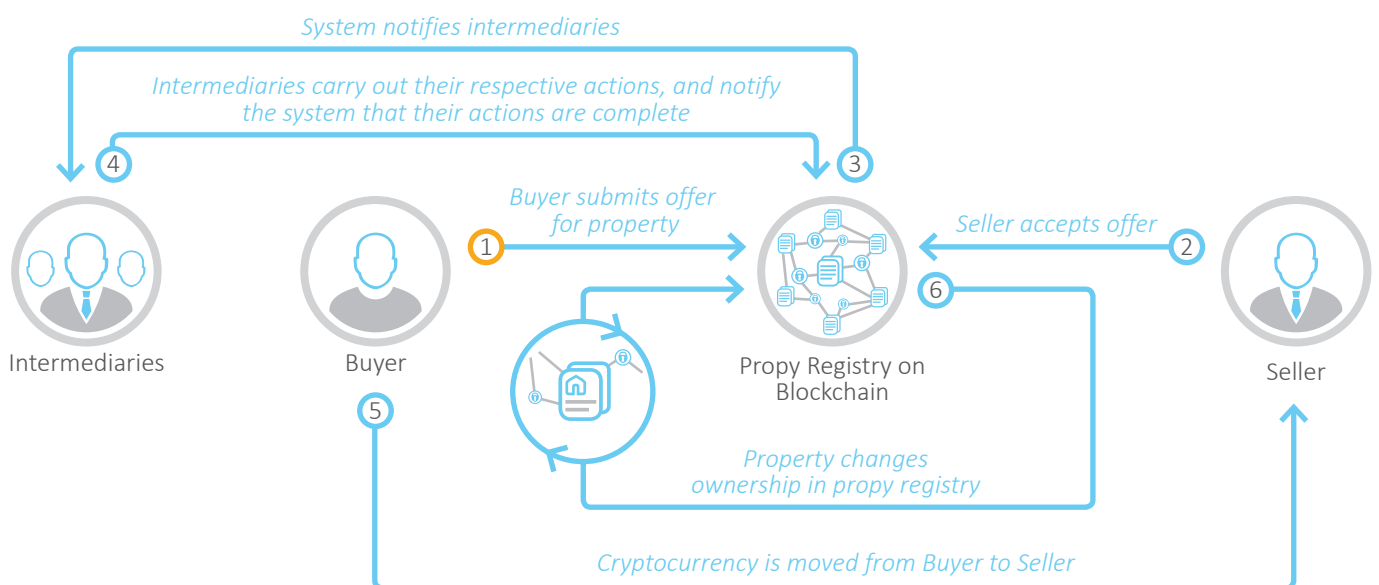 System notifies intermediaries
Intermediaries carry out their respective actions, and notify
the system that their actions are complete
4
3
Buyer submits offer
for property
1
Seller accepts offer
2
6
Intermediaries
Buyer
Propy Registry on
Blockchain
Seller
5
Property changes
ownership in propy registry
Cryptocurrency is moved from Buyer to Seller